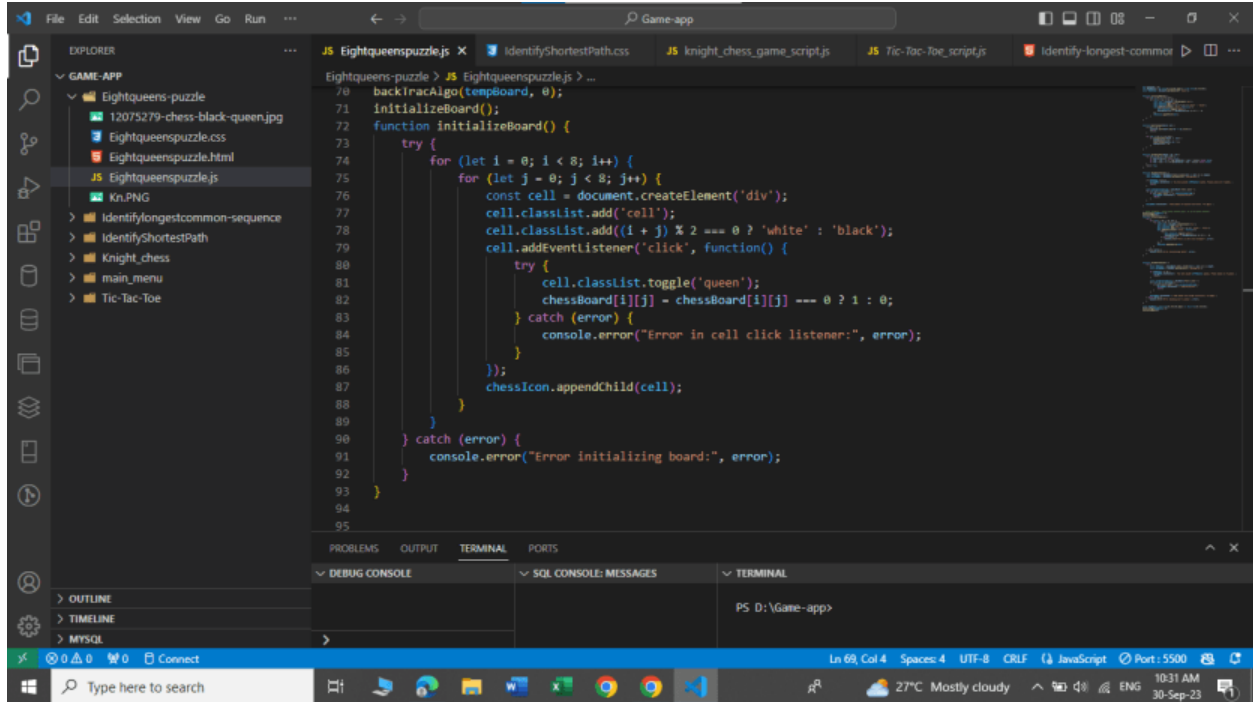 File Edit Selection View Go Run ... Game-app
EXPLORER ...
GAME-APP
Eightqueens-puzzle
12075279-chess-black-queen.jpg
Eightqueenspuzzle.css
Eightqueenspuzzle.html
JS Eightqueenspuzzle.js
Kn.PNG
Identifylongestcommon-sequence
IdentifyShortestPath
Knight_chess
main_menu
Tic-Tac-Toe
OUTLINE
TIMELINE
MYSQL
JS Eightqueenspuzzle.js IdentifyShortestPath.css JS knight_chess_game_script.js JS Tic-Tac-Toe_script.js Identify-longest-commor ...
Eightqueens-puzzle > JS Eightqueenspuzzle.js > ...
70 backTracAlgo(tempBoard, 0);
71 initializeBoard();
72 function initializeBoard() {
73 try {
74 for (let i = 0; i < 8; i++) {
75 for (let j = 0; j < 8; j++) {
76 const cell = document.createElement('div');
77 cell.classList.add('cell');
78 cell.classList.add((i + j) % 2 === 0 ? 'white' : 'black');
79 cell.addEventListener('click', function() {
80 try {
81 cell.classList.toggle('queen');
82 chessBoard[i][j] = chessBoard[i][j] === 0 ? 1 : 0;
83 } catch (error) {
84 console.error("Error in cell click listener:", error);
85 }
86 });
87 chessIcon.appendChild(cell);
88 }
89 }
90 } catch (error) {
91 console.error("Error initializing board:", error);
92 }
93 }
94
95
PROBLEMS OUTPUT TERMINAL PORTS
DEBUG CONSOLE SQL CONSOLE: MESSAGES TERMINAL
PS D:\Game-app>
0 0 0 Connect Ln 69, Col 4 Spaces: 4 UTF-8 CRLF JavaScript Port : 5500
Type here to search 27°C Mostly cloudy ENG 10:31 AM
30-Sep-23